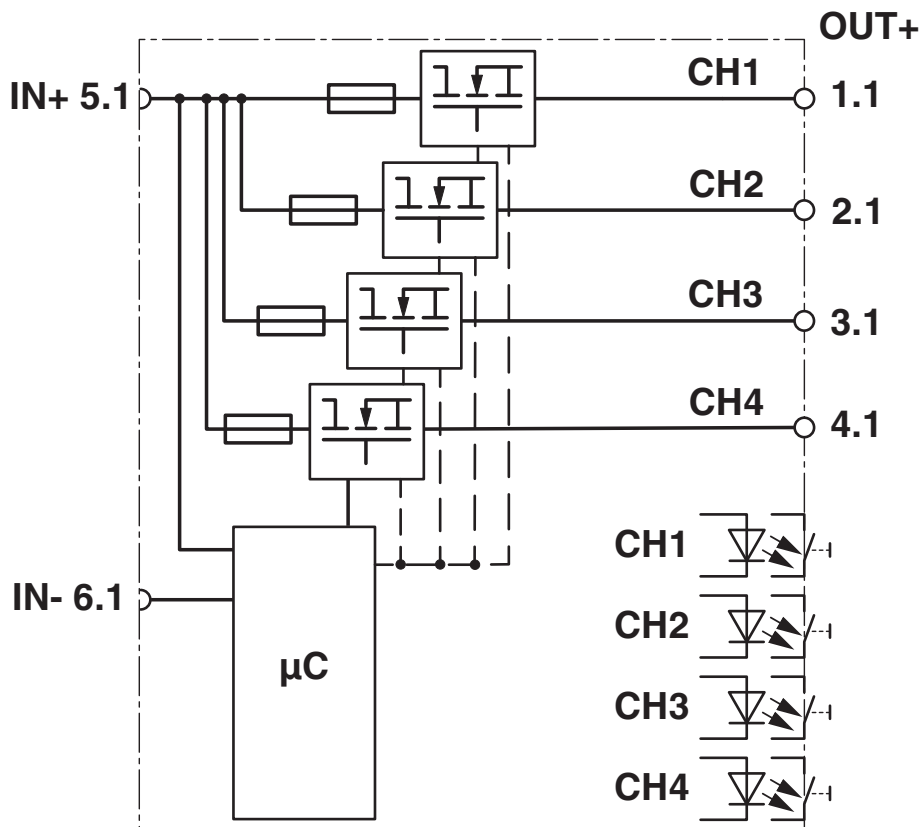 OUT+
IN+ 5.1
CH1
1.1
CH2
2.1
CH3
3.1
CH4
4.1
IN- 6.1
µC
CH1
CH2
CH3
CH4